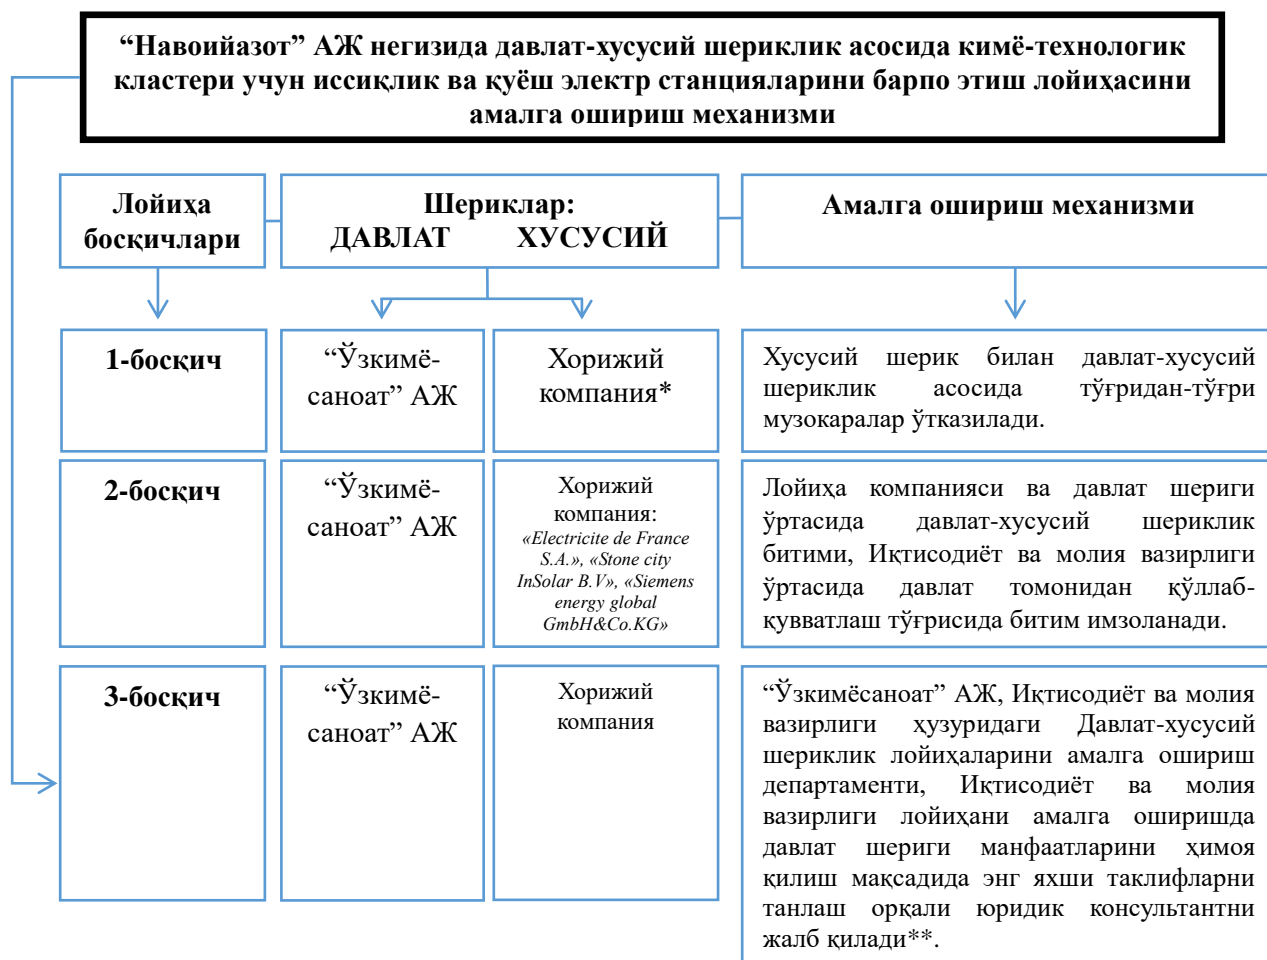 “Навоийазот” АЖ негизида давлат-хусусий шериклик асосида кимё-технологик
кластери учун иссиқлик ва қуёш электр станцияларини барпо этиш лойиҳасини
амалга ошириш механизми
Лойиҳа
босқичлари
Шериклар:
ДАВЛАТ ХУСУСИЙ
Амалга ошириш механизми
1-босқич
“Ўзкимё-
саноат” АЖ
Хорижий
компания*
Хусусий шерик билан давлат-хусусий
шериклик асосида тўғридан-тўғри
музокаралар ўтказилади.
2-босқич
“Ўзкимё-
саноат” АЖ
Хорижий
компания:
«Electricite de France
S.A.», «Stone city
InSolar B.V», «Siemens
energy global
GmbH&Co.KG»
Лойиҳа компанияси ва давлат шериги
ўртасида давлат-хусусий шериклик
битими, Иқтисодиёт ва молия вазирлиги
ўртасида давлат томонидан қўллаб-
қувватлаш тўғрисида битим имзоланади.
3-босқич
“Ўзкимё-
саноат” АЖ
Хорижий
компания
“Ўзкимёсаноат” АЖ, Иқтисодиёт ва молия
вазирлиги ҳузуридаги Давлат-хусусий
шериклик лойиҳаларини амалга ошириш
департаменти, Иқтисодиёт ва молия
вазирлиги лойиҳани амалга оширишда
давлат шериги манфаатларини ҳимоя
қилиш мақсадида энг яхши таклифларни
танлаш орқали юридик консультантни
жалб қилади**.